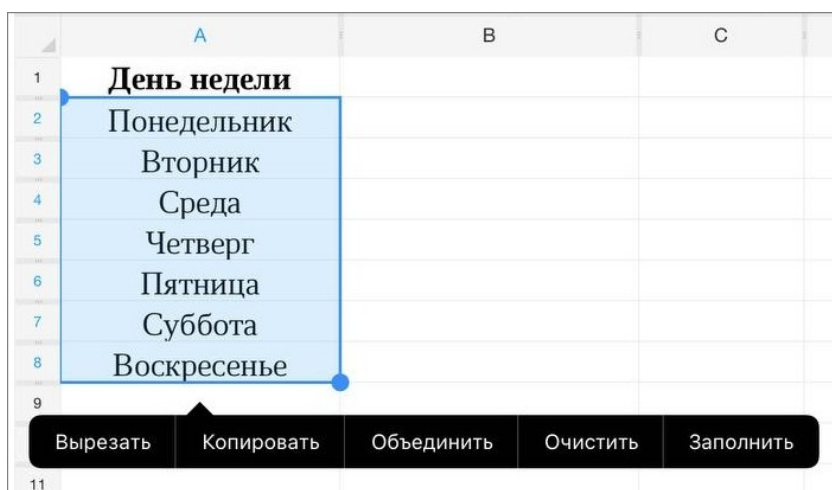 A B C
1 День недели
2 Понедельник
3 Вторник
4 Среда
5 Четверг
6 Пятница
7 Суббота
8 Воскресенье
9
Вырезать Копировать Объединить Очистить Заполнить
11